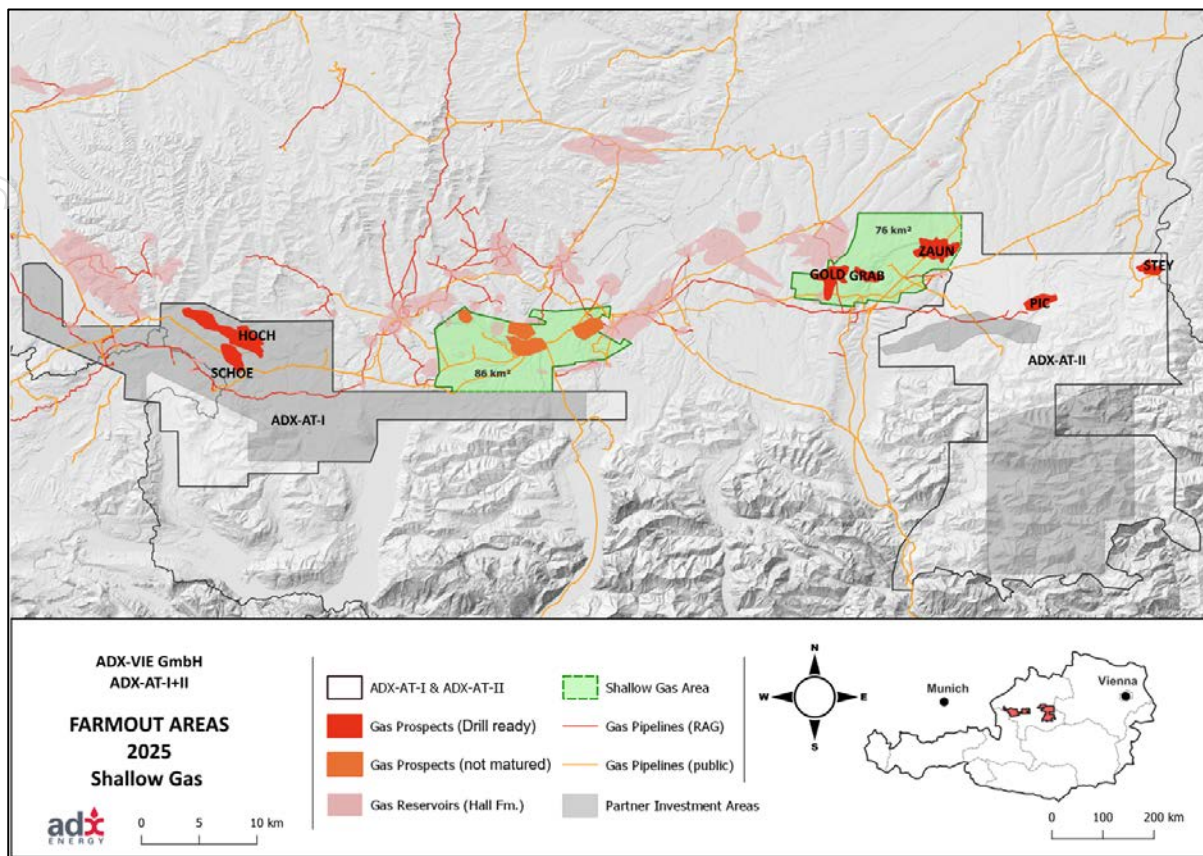 76 km²
ZAUN
GOLD
GRAB
STEY
PIC
HOCH
SCHOE
86 km²
ADX-AT-II
ADX-AT-I
ADX-VIE GmbH
ADX-AT-I+II
FARMOUT AREAS
2025
Shallow Gas
adx
ENERGY
0 5 10 km
ADX-AT-I & ADX-AT-II
Gas Prospects (Drill ready)
Gas Prospects (not matured)
Gas Reservoirs (Hall Fm.)
Shallow Gas Area
Gas Pipelines (RAG)
Gas Pipelines (public)
Partner Investment Areas
N
W
E
S
Munich
Vienna
0 100 200 km